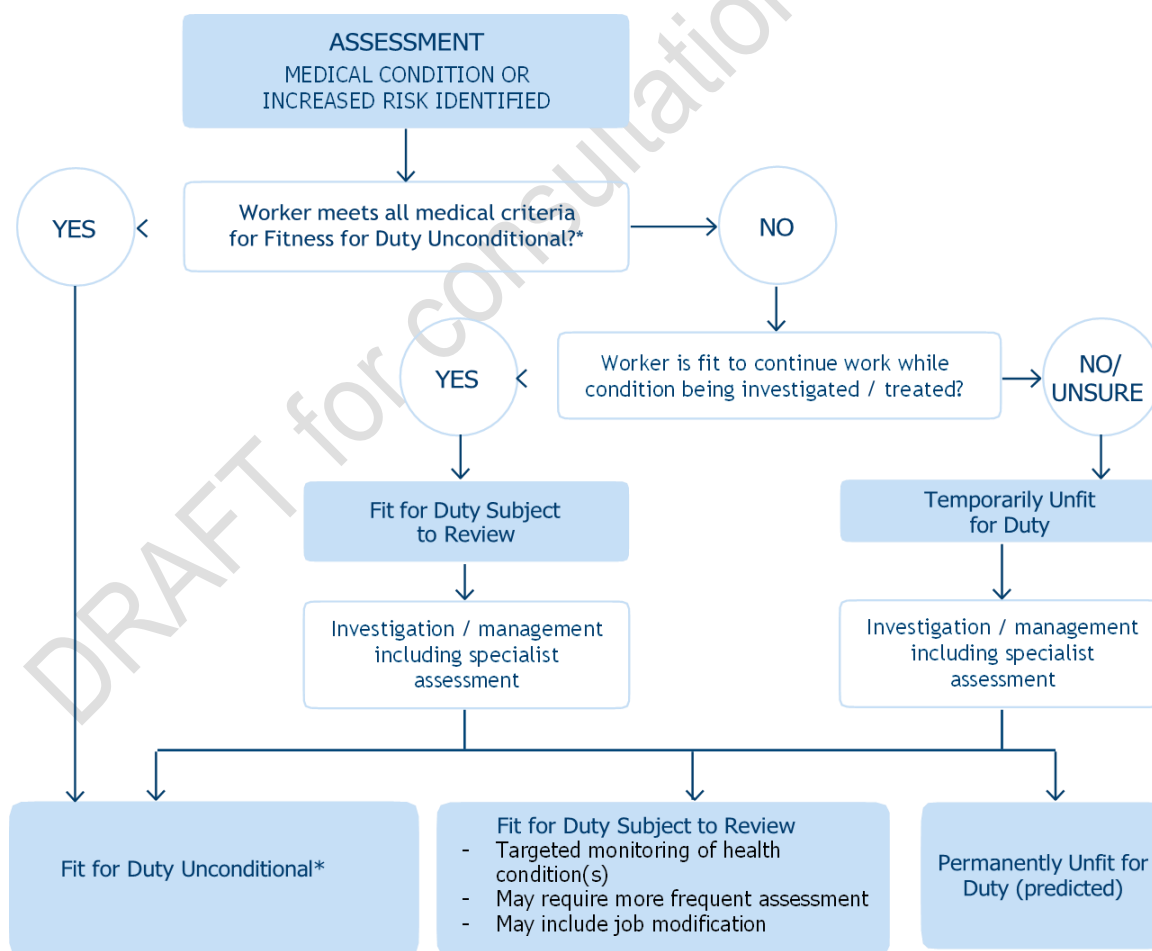 ASSESSMENT
MEDICAL CONDITION OR
INCREASED RISK IDENTIFIED
YES
<
Worker meets all medical criteria
for Fitness for Duty Unconditional?*
NO
YES
<
Worker is fit to continue work while
condition being investigated / treated?
NO/
UNSURE
Fit for Duty Subject
to Review
Temporarily Unfit
for Duty
Investigation / management
including specialist
assessment
Investigation / management
including specialist
assessment
Fit for Duty Unconditional*
Fit for Duty Subject to Review
- Targeted monitoring of health
condition(s)
- May require more frequent assessment
- May include job modification
Permanently Unfit for
Duty (predicted)
DRAFT for consultation